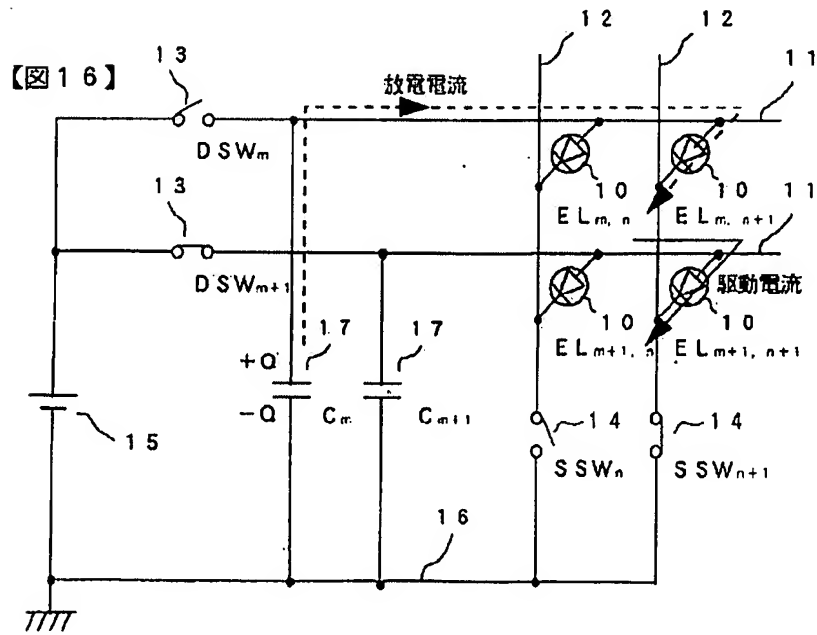 【図16】
13
12
12
11
放電電流
DSWm
10
ELm, n
10
ELm, n+1
11
13
DSWm+1
駆動電流
10
ELm+1, n
10
ELm+1, n+1
+Q
-Q
17
Cm
17
Cm+1
15
14
SSWn
14
SSWn+1
16